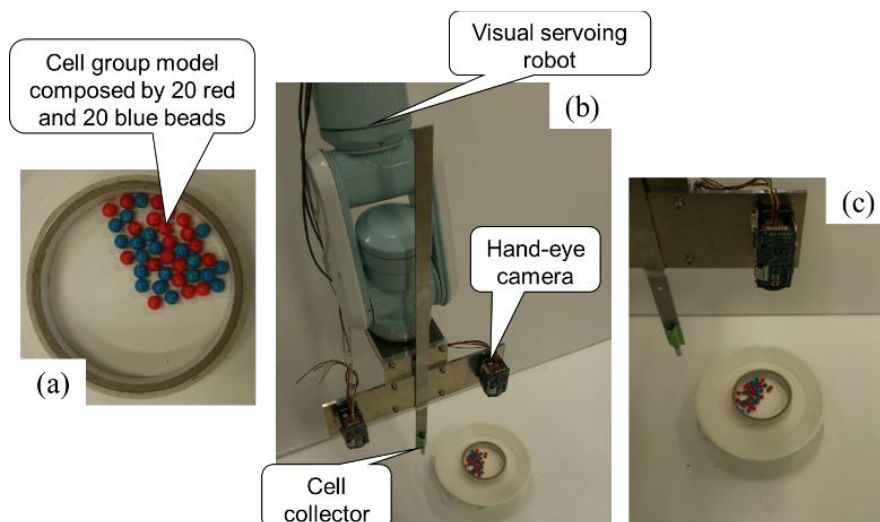 Cell group model
composed by 20 red
and 20 blue beads
(a)
Visual servoing
robot
(b)
Hand-eye
camera
Cell
collector
(c)